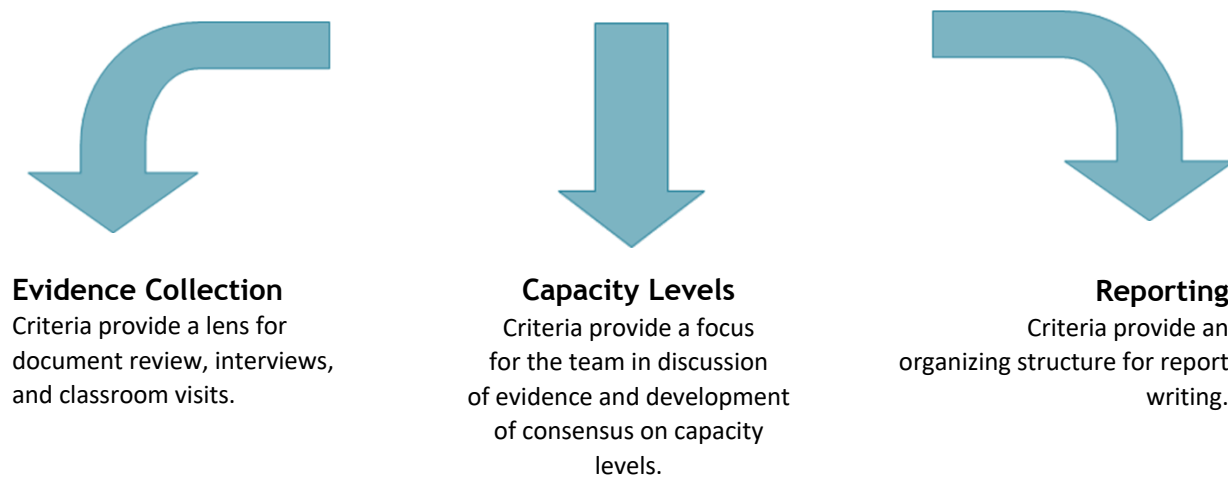 Evidence Collection
Criteria provide a lens for
document review, interviews,
and classroom visits.
Capacity Levels
Criteria provide a focus
for the team in discussion
of evidence and development
of consensus on capacity
levels.
Reporting
Criteria provide an
organizing structure for report
writing.